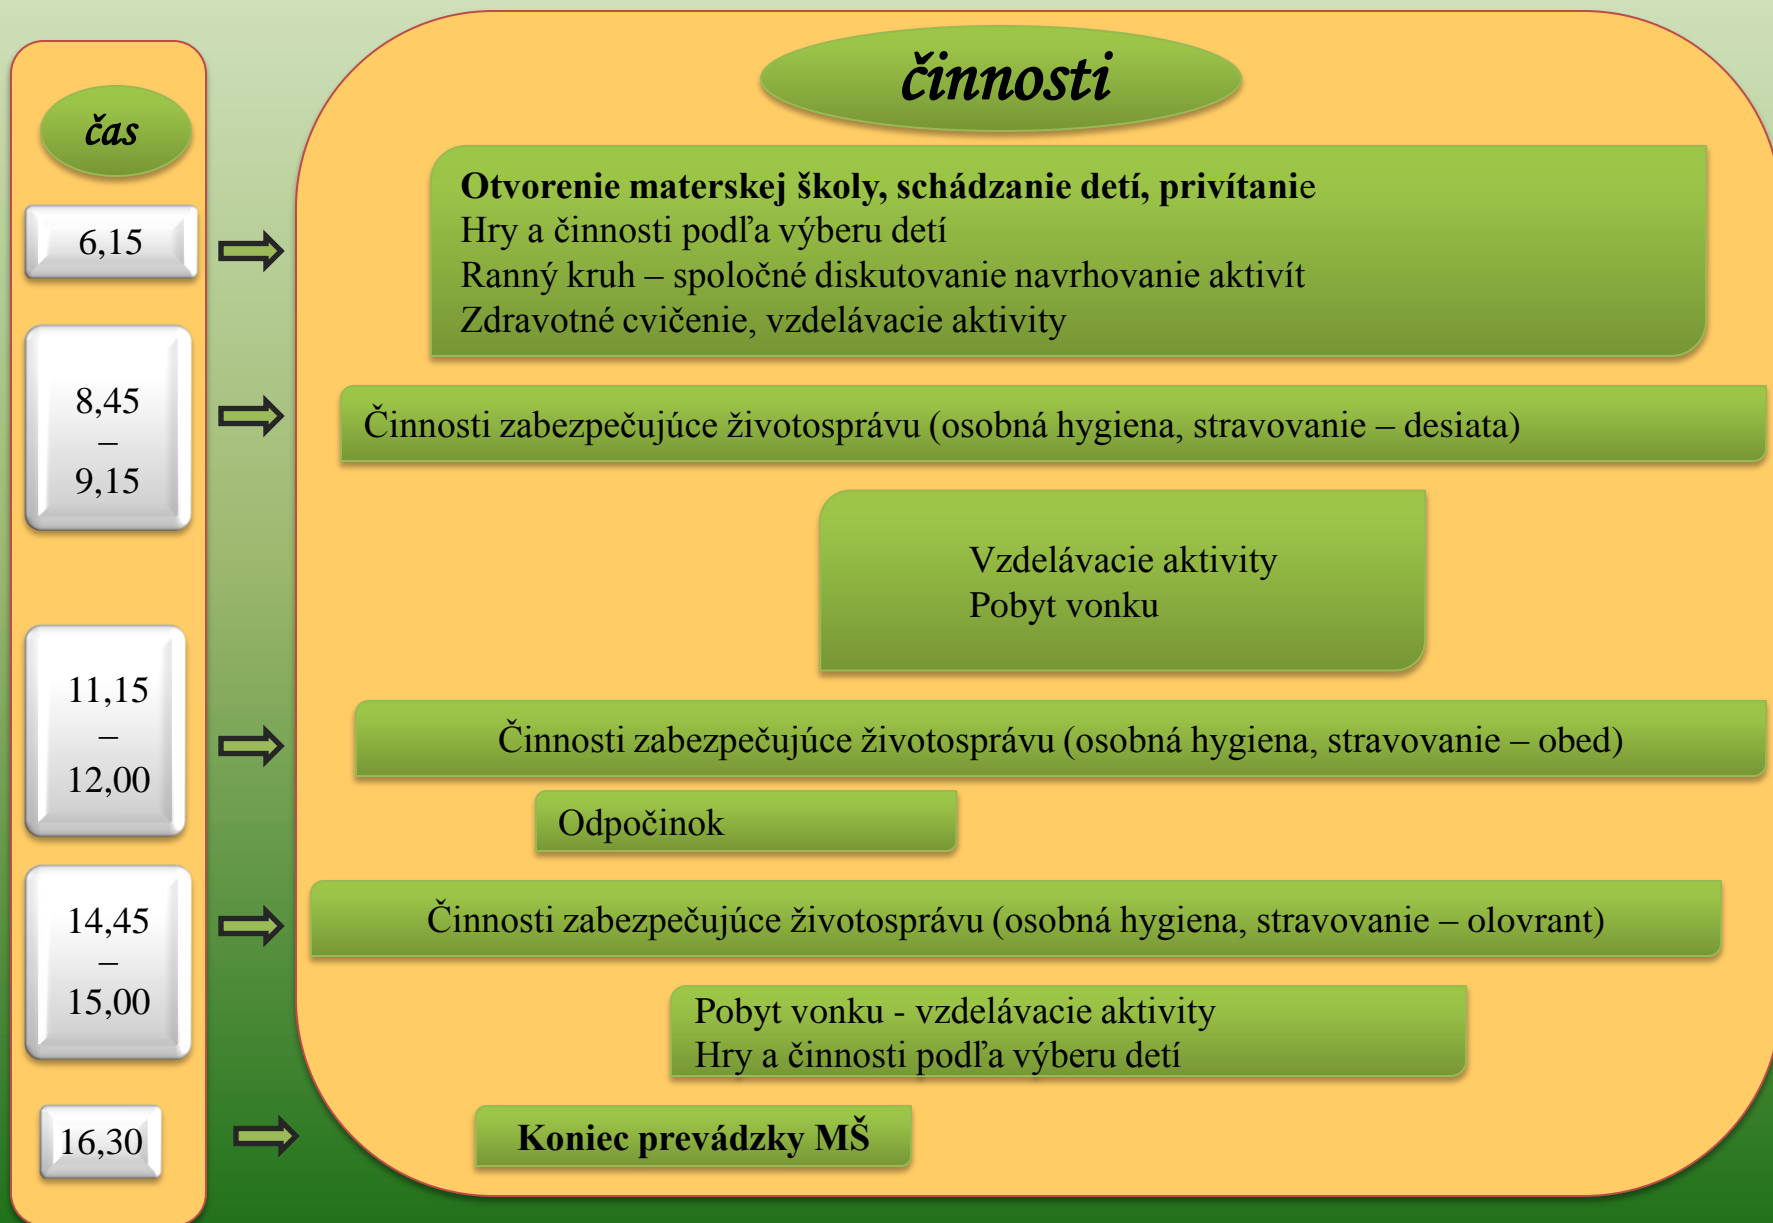 čas
činnosti
6,15
Otvorenie materskej školy, schádzanie detí, privítanie
Hry a činnosti podľa výberu detí
Ranný kruh – spoločné diskutovanie navrhovanie aktivít
Zdravotné cvičenie, vzdelávacie aktivity
8,45
–
9,15
Činnosti zabezpečujúce životosprávu (osobná hygiena, stravovanie – desiata)
Vzdelávacie aktivity
Pobyt vonku
11,15
–
12,00
Činnosti zabezpečujúce životosprávu (osobná hygiena, stravovanie – obed)
Odpočinok
14,45
–
15,00
Činnosti zabezpečujúce životosprávu (osobná hygiena, stravovanie – olovrant)
Pobyt vonku - vzdelávacie aktivity
Hry a činnosti podľa výberu detí
16,30
Koniec prevádzky MŠ